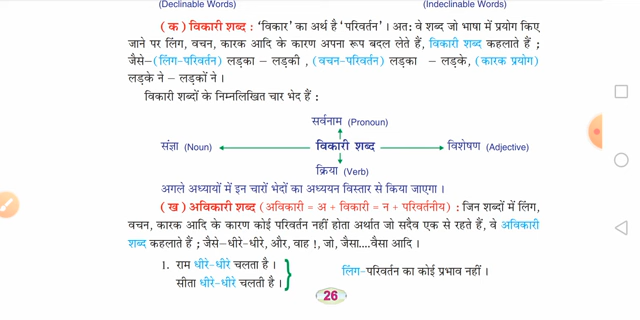 (Declinable Words) (Indeclinable Words)
(क) विकारी शब्द : 'विकार' का अर्थ है 'परिवर्तन'। अत: वे शब्द जो भाषा में प्रयोग किए
जाने पर लिंग, वचन, कारक आदि के कारण अपना रूप बदल लेते हैं, विकारी शब्द कहलाते हैं ;
जैसे–(लिंग-परिवर्तन) लड़का – लड़की , (वचन-परिवर्तन) लड़का – लड़के, (कारक प्रयोग)
लड़के ने – लड़कों ने।
विकारी शब्दों के निम्नलिखित चार भेद हैं :
सर्वनाम (Pronoun)
संज्ञा (Noun) विकारी शब्द विशेषण (Adjective)
क्रिया (Verb)
अगले अध्यायों में इन चारों भेदों का अध्ययन विस्तार से किया जाएगा।
(ख) अविकारी शब्द (अविकारी = अ + विकारी = न + परिवर्तनीय) : जिन शब्दों में लिंग,
वचन, कारक आदि के कारण कोई परिवर्तन नहीं होता अर्थात जो सदैव एक से रहते हैं, वे अविकारी
शब्द कहलाते हैं ; जैसे–धीरे-धीरे, और, वाह !, जो, जैसा....वैसा आदि।
1. राम धीरे-धीरे चलता है।
सीता धीरे-धीरे चलती है। लिंग-परिवर्तन का कोई प्रभाव नहीं।
26